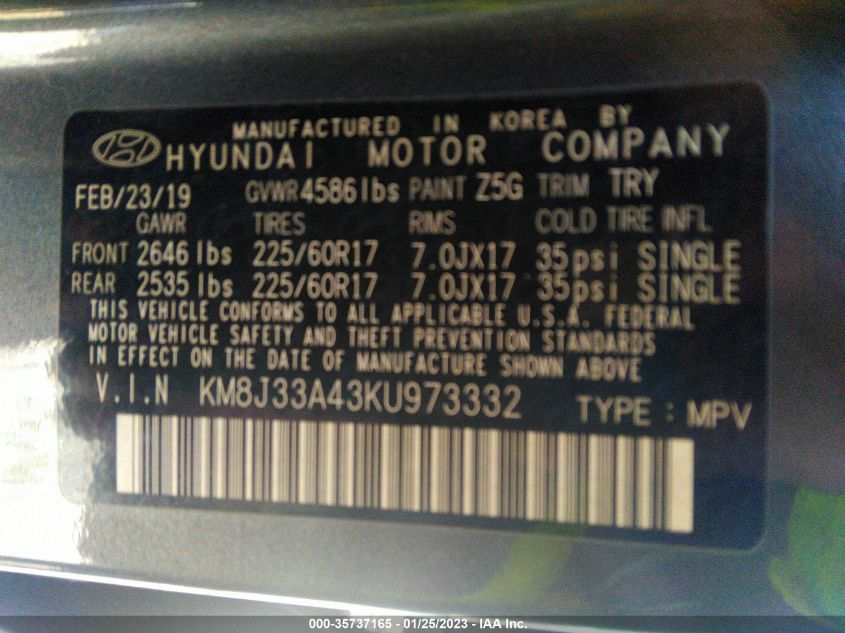 MANUFACTURED IN KOREA BY
HYUNDAI MOTOR COMPANY
FEB/23/19 GVWR 4586lbs PAINT Z5G TRIM TRY
GAWR TIRES RIMS COLD TIRE INFL
FRONT 2646 lbs 225/60R17 7.0JX17 35psi SINGLE
REAR 2535 lbs 225/60R17 7.0JX17 35psi SINGLE
THIS VEHICLE CONFORMS TO ALL APPLICABLE U.S.A. FEDERAL
MOTOR VEHICLE SAFETY AND THEFT PREVENTION STANDARDS
IN EFFECT ON THE DATE OF MANUFACTURE SHOWN ABOVE
V.I.N KM8J33A43KU973332 TYPE : MPV
000-35737165 - 01/25/2023 - IAA Inc.